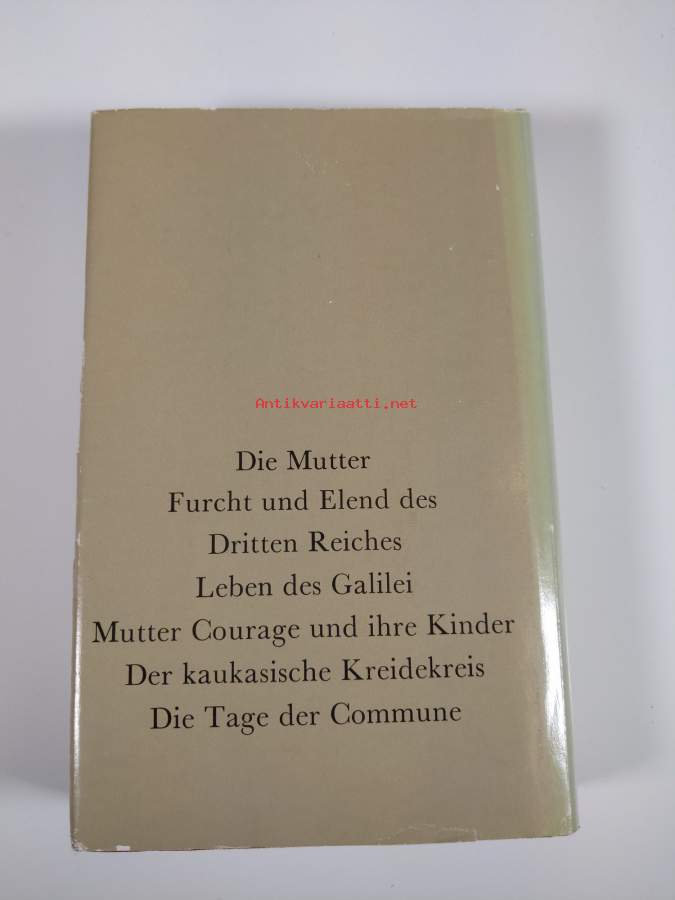 Antikvariaatti.net
Die Mutter
Furcht und Elend des
Dritten Reiches
Leben des Galilei
Mutter Courage und ihre Kinder
Der kaukasische Kreidekreis
Die Tage der Commune